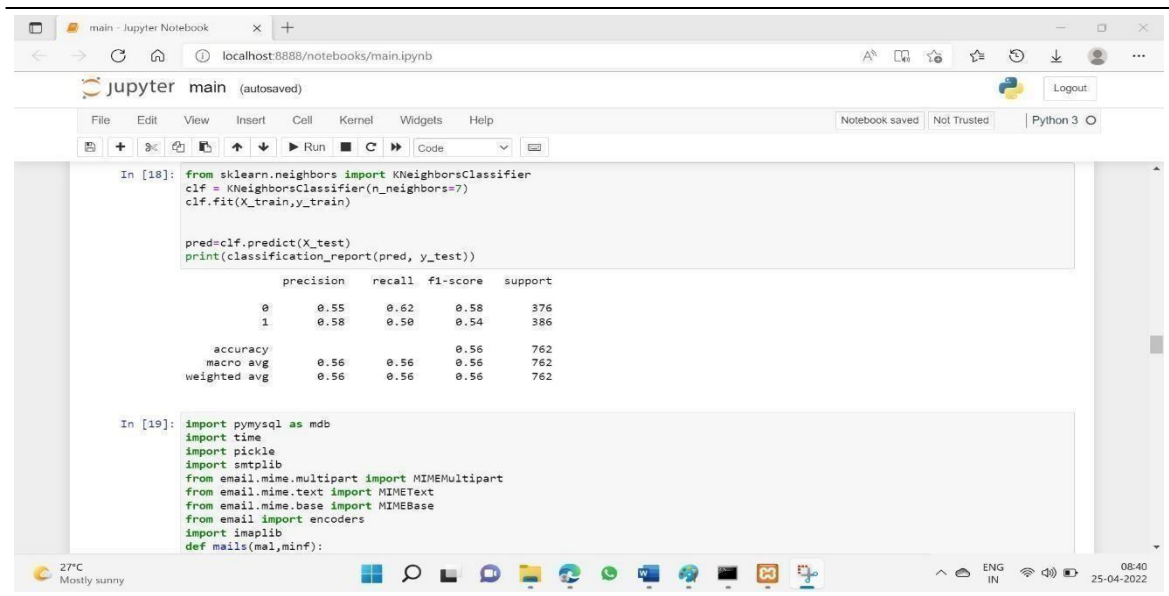 main - Jupyter Notebook
localhost:8888/notebooks/main.ipynb
jupyter main (autosaved)
Logout
File Edit View Insert Cell Kernel Widgets Help
Notebook saved Not Trusted Python 3
Run Code
In [18]: from sklearn.neighbors import KNeighborsClassifier
clf = KNeighborsClassifier(n_neighbors=7)
clf.fit(X_train,y_train)
pred=clf.predict(X_test)
print(classification_report(pred, y_test))
precision recall f1-score support
0 0.55 0.62 0.58 376
1 0.58 0.50 0.54 386
accuracy 0.56 762
macro avg 0.56 0.56 0.56 762
weighted avg 0.56 0.56 0.56 762
In [19]: import pymysql as mdb
import time
import pickle
import smtplib
from email.mime.multipart import MIMEMultipart
from email.mime.text import MIMEText
from email.mime.base import MIMEBase
from email import encoders
import imaplib
def mails(mal,minf):
27°C
Mostly sunny
ENG
IN
08:40
25-04-2022